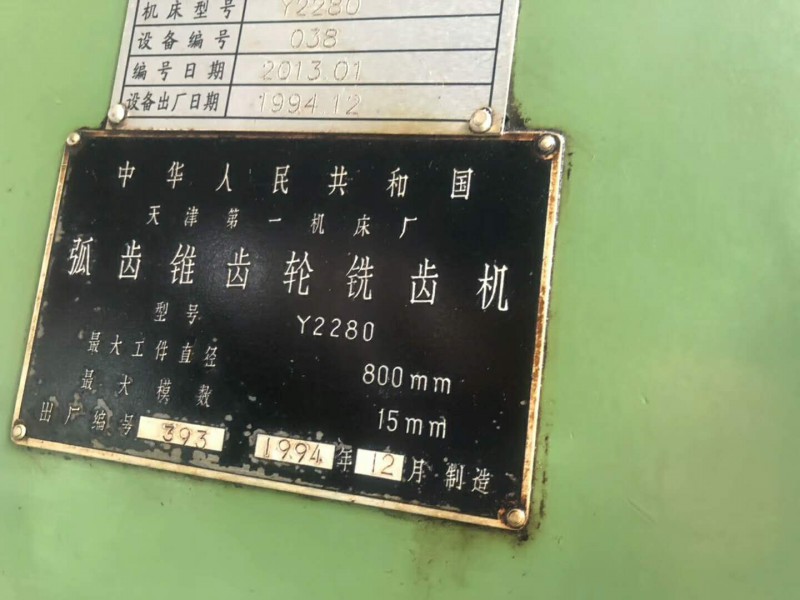 机床型号 Y2280
设备编号 038
编号日期 2013.01
设备出厂日期 1994.12
中华人民共和国
天津第一机床厂
弧齿锥齿轮铣齿机
型号 Y2280
最大工件直径 800mm
最大模数 15mm
出厂编号 393 1994年12月制造